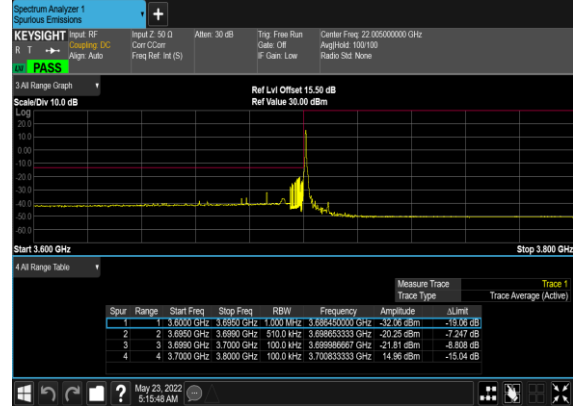 Spectrum Analyzer 1
Spurious Emissions
KEYSIGHT Input: RF Input Z: 50 Ω Atten: 30 dB Trig: Free Run Center Freq: 22.005000000 GHz
R T Coupling: DC Corr CCorr Gate: Off Avg|Hold: 100/100
Align: Auto Freq Ref: Int (S) IF Gain: Low Radio Std: None
PASS
3 All Range Graph
Ref Lvl Offset 15.50 dB
Scale/Div 10.0 dB Ref Value 30.00 dBm
Log
20.0
10.0
0.00
-10.0
-20.0
-30.0
-40.0
-50.0
-60.0
Start 3.600 GHz Stop 3.800 GHz
4 All Range Table
Measure Trace Trace 1
Trace Type Trace Average (Active)
Spur Range Start Freq Stop Freq RBW Frequency Amplitude ΔLimit
1 1 3.6000 GHz 3.6950 GHz 1.000 MHz 3.686450000 GHz -32.06 dBm -19.06 dB
2 2 3.6950 GHz 3.6990 GHz 510.0 kHz 3.698653333 GHz -20.25 dBm -7.247 dB
3 3 3.6990 GHz 3.7000 GHz 100.0 kHz 3.699986667 GHz -21.81 dBm -8.808 dB
4 4 3.7000 GHz 3.8000 GHz 100.0 kHz 3.700833333 GHz 14.96 dBm -15.04 dB
? May 23, 2022
5:15:48 AM